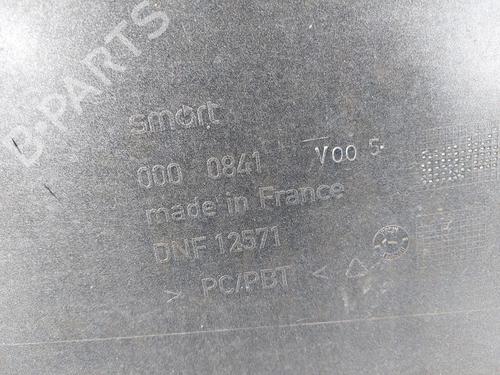 B-PARTS
smart
000 0841 V00 5
made in France
DNF 12571
> PC/PBT <